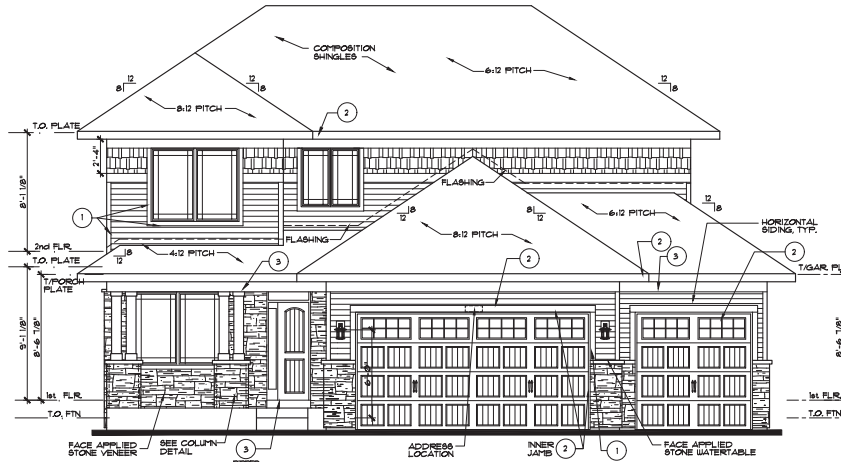 COMPOSITION
SHINGLES
6:12 PITCH
12
8
12
8
12
8
8:12 PITCH
2
T.O. PLATE
2'-4"
8'-1 1/8"
FLASHING
1
12
8
12
8
12
8
6:12 PITCH
8:12 PITCH
HORIZONTAL
SIDING, TYP.
FLASHING
2nd FLR.
4:12 PITCH
12
8
2
3
2
T.O. PLATE
3
T/PORCH
PLATE
T/GAR. PL
2
9'-1 1/8"
8'-6 7/8"
8'-6 7/8"
1st FLR.
1st FLR.
T.O. FTN
T.O. FTN
FACE APPLIED
STONE VENEER
SEE COLUMN
DETAIL
3
ADDRESS
LOCATION
INNER
JAMB
2
1
FACE APPLIED
STONE WATERTABLE